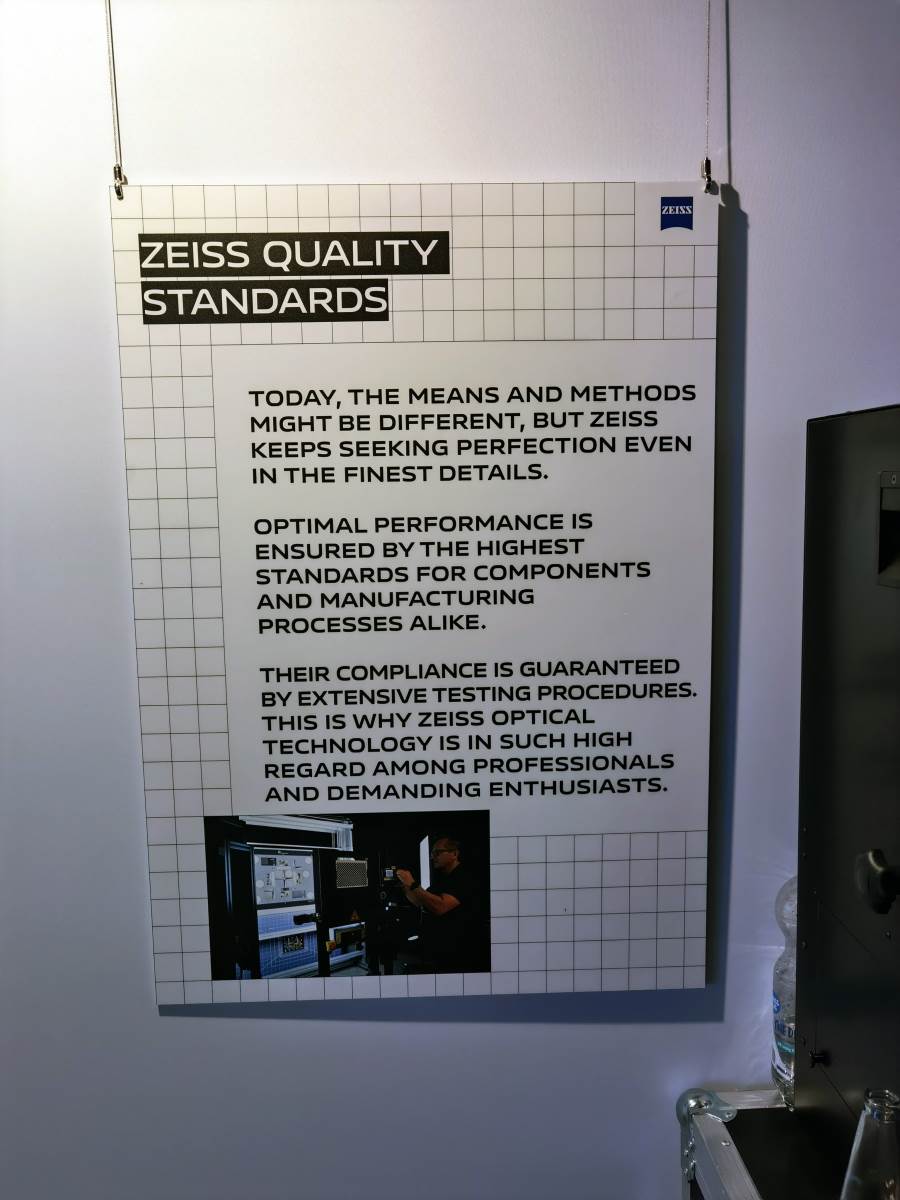 ZEISS
ZEISS QUALITY
STANDARDS
TODAY, THE MEANS AND METHODS
MIGHT BE DIFFERENT, BUT ZEISS
KEEPS SEEKING PERFECTION EVEN
IN THE FINEST DETAILS.
OPTIMAL PERFORMANCE IS
ENSURED BY THE HIGHEST
STANDARDS FOR COMPONENTS
AND MANUFACTURING
PROCESSES ALIKE.
THEIR COMPLIANCE IS GUARANTEED
BY EXTENSIVE TESTING PROCEDURES.
THIS IS WHY ZEISS OPTICAL
TECHNOLOGY IS IN SUCH HIGH
REGARD AMONG PROFESSIONALS
AND DEMANDING ENTHUSIASTS.